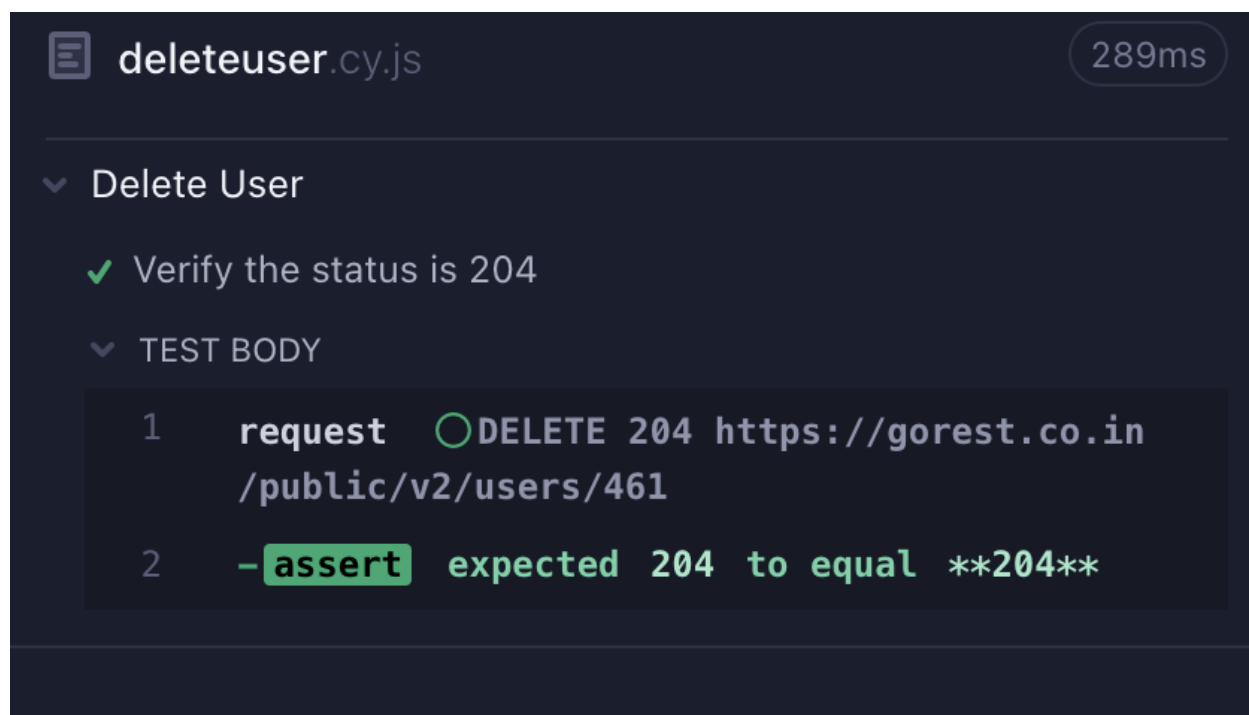 deleteuser.cy.js 289ms
Delete User
Verify the status is 204
TEST BODY
1 request DELETE 204 https://gorest.co.in
/public/v2/users/461
2 -assert expected 204 to equal **204**